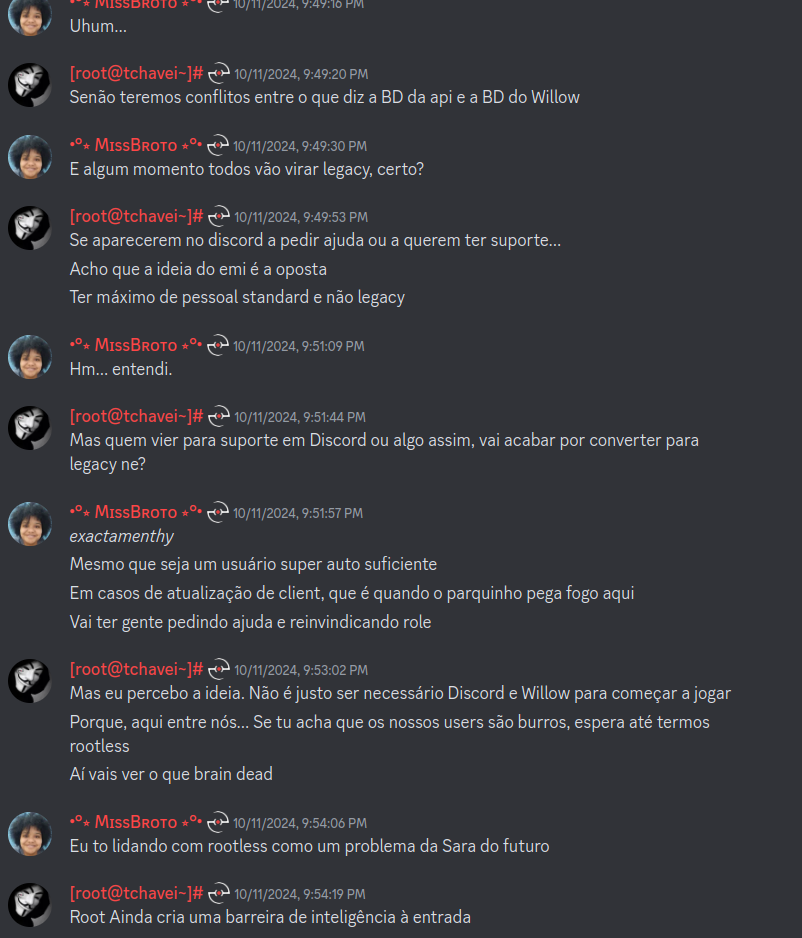 •°⋆ MissBroto ⋆°• 10/11/2024, 9:49:16 PM
Uhum...
[root@tchavei~]# 10/11/2024, 9:49:20 PM
Senão teremos conflitos entre o que diz a BD da api e a BD do Willow
•°⋆ MissBroto ⋆°• 10/11/2024, 9:49:30 PM
E algum momento todos vão virar legacy, certo?
[root@tchavei~]# 10/11/2024, 9:49:53 PM
Se aparecerem no discord a pedir ajuda ou a querem ter suporte...
Acho que a ideia do emi é a oposta
Ter máximo de pessoal standard e não legacy
•°⋆ MissBroto ⋆°• 10/11/2024, 9:51:09 PM
Hm... entendi.
[root@tchavei~]# 10/11/2024, 9:51:44 PM
Mas quem vier para suporte em Discord ou algo assim, vai acabar por converter para
legacy ne?
•°⋆ MissBroto ⋆°• 10/11/2024, 9:51:57 PM
exactamenthy
Mesmo que seja um usuário super auto suficiente
Em casos de atualização de client, que é quando o parquinho pega fogo aqui
Vai ter gente pedindo ajuda e reinvindicando role
[root@tchavei~]# 10/11/2024, 9:53:02 PM
Mas eu percebo a ideia. Não é justo ser necessário Discord e Willow para começar a jogar
Porque, aqui entre nós... Se tu acha que os nossos users são burros, espera até termos
rootless
Aí vais ver o que brain dead
•°⋆ MissBroto ⋆°• 10/11/2024, 9:54:06 PM
Eu to lidando com rootless como um problema da Sara do futuro
[root@tchavei~]# 10/11/2024, 9:54:19 PM
Root Ainda cria uma barreira de inteligência à entrada